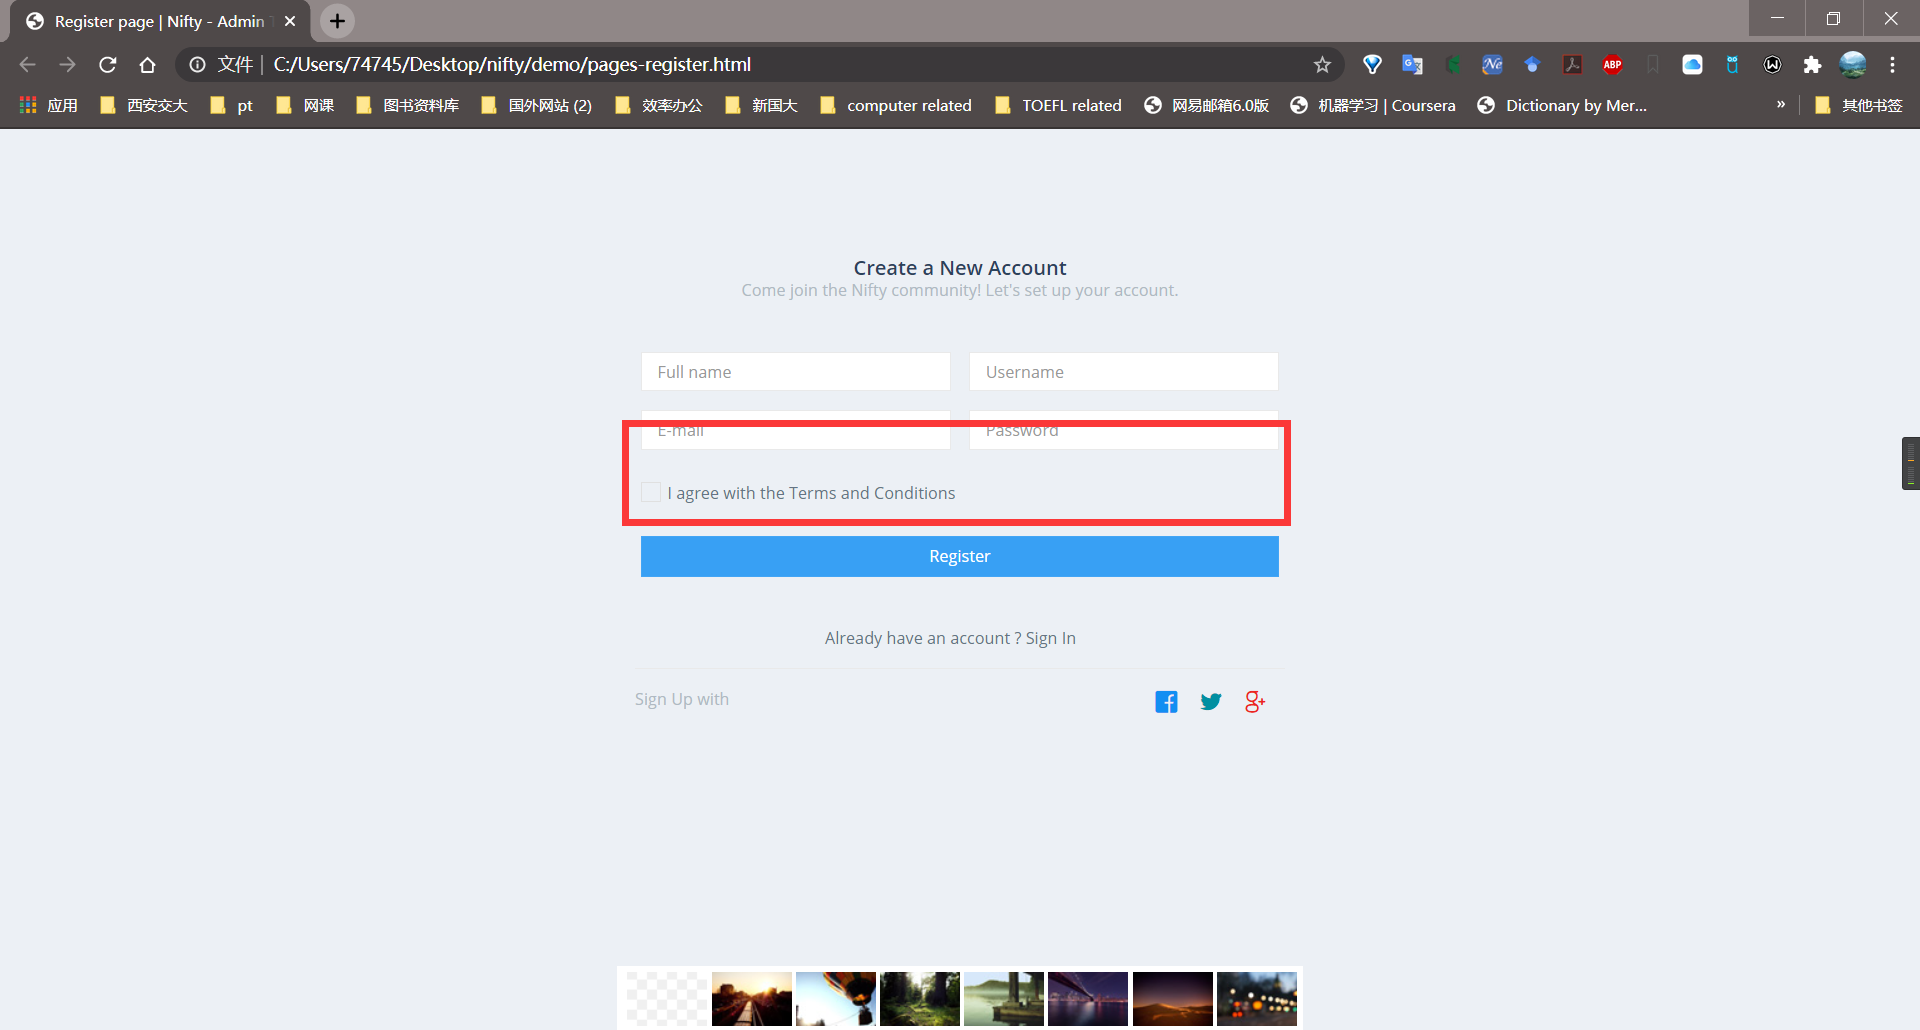 Register page | Nifty - Admin
文件 | C:/Users/74745/Desktop/nifty/demo/pages-register.html
ABP
应用 西安交大 pt 网课 图书资料库 国外网站 (2) 效率办公 新国大 computer related TOEFL related 网易邮箱6.0版 机器学习 | Coursera Dictionary by Mer... » 其他书签
Create a New Account
Come join the Nifty community! Let's set up your account.
Full name Username
E-mail Password
I agree with the Terms and Conditions
Register
Already have an account ? Sign In
Sign Up with